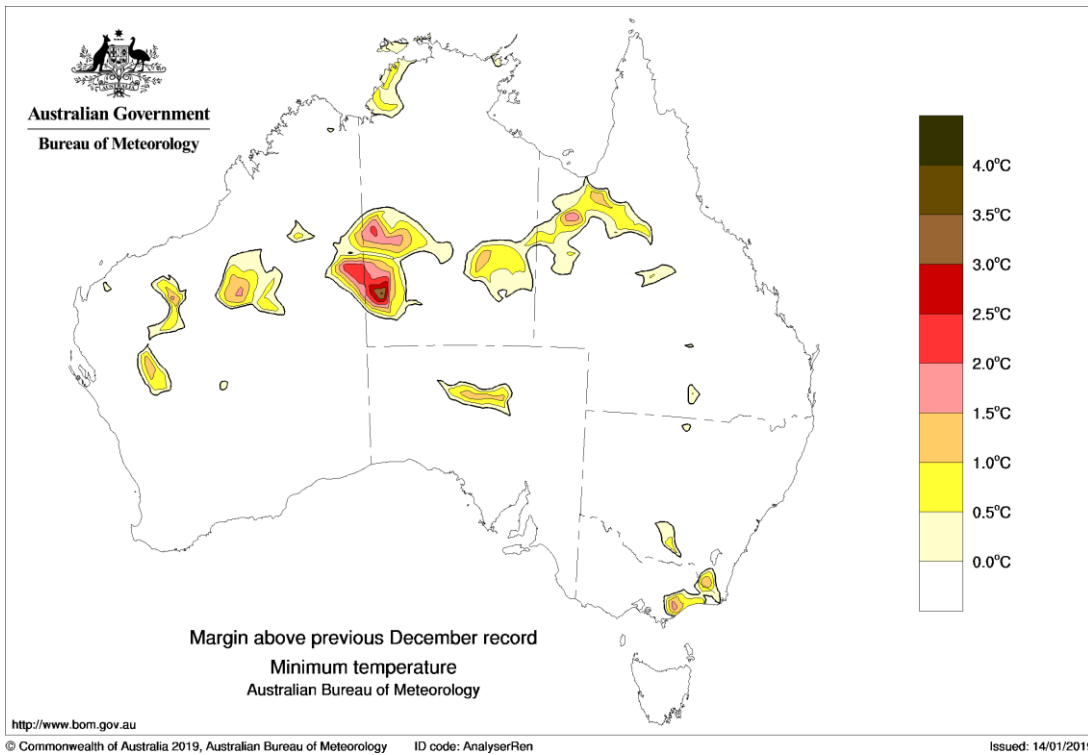 Australian Government
Bureau of Meteorology
4.0°C
3.5°C
3.0°C
2.5°C
2.0°C
1.5°C
1.0°C
0.5°C
0.0°C
Margin above previous December record
Minimum temperature
Australian Bureau of Meteorology
http://www.bom.gov.au
© Commonwealth of Australia 2019, Australian Bureau of Meteorology ID code: AnalyserRen Issued: 14/01/2019